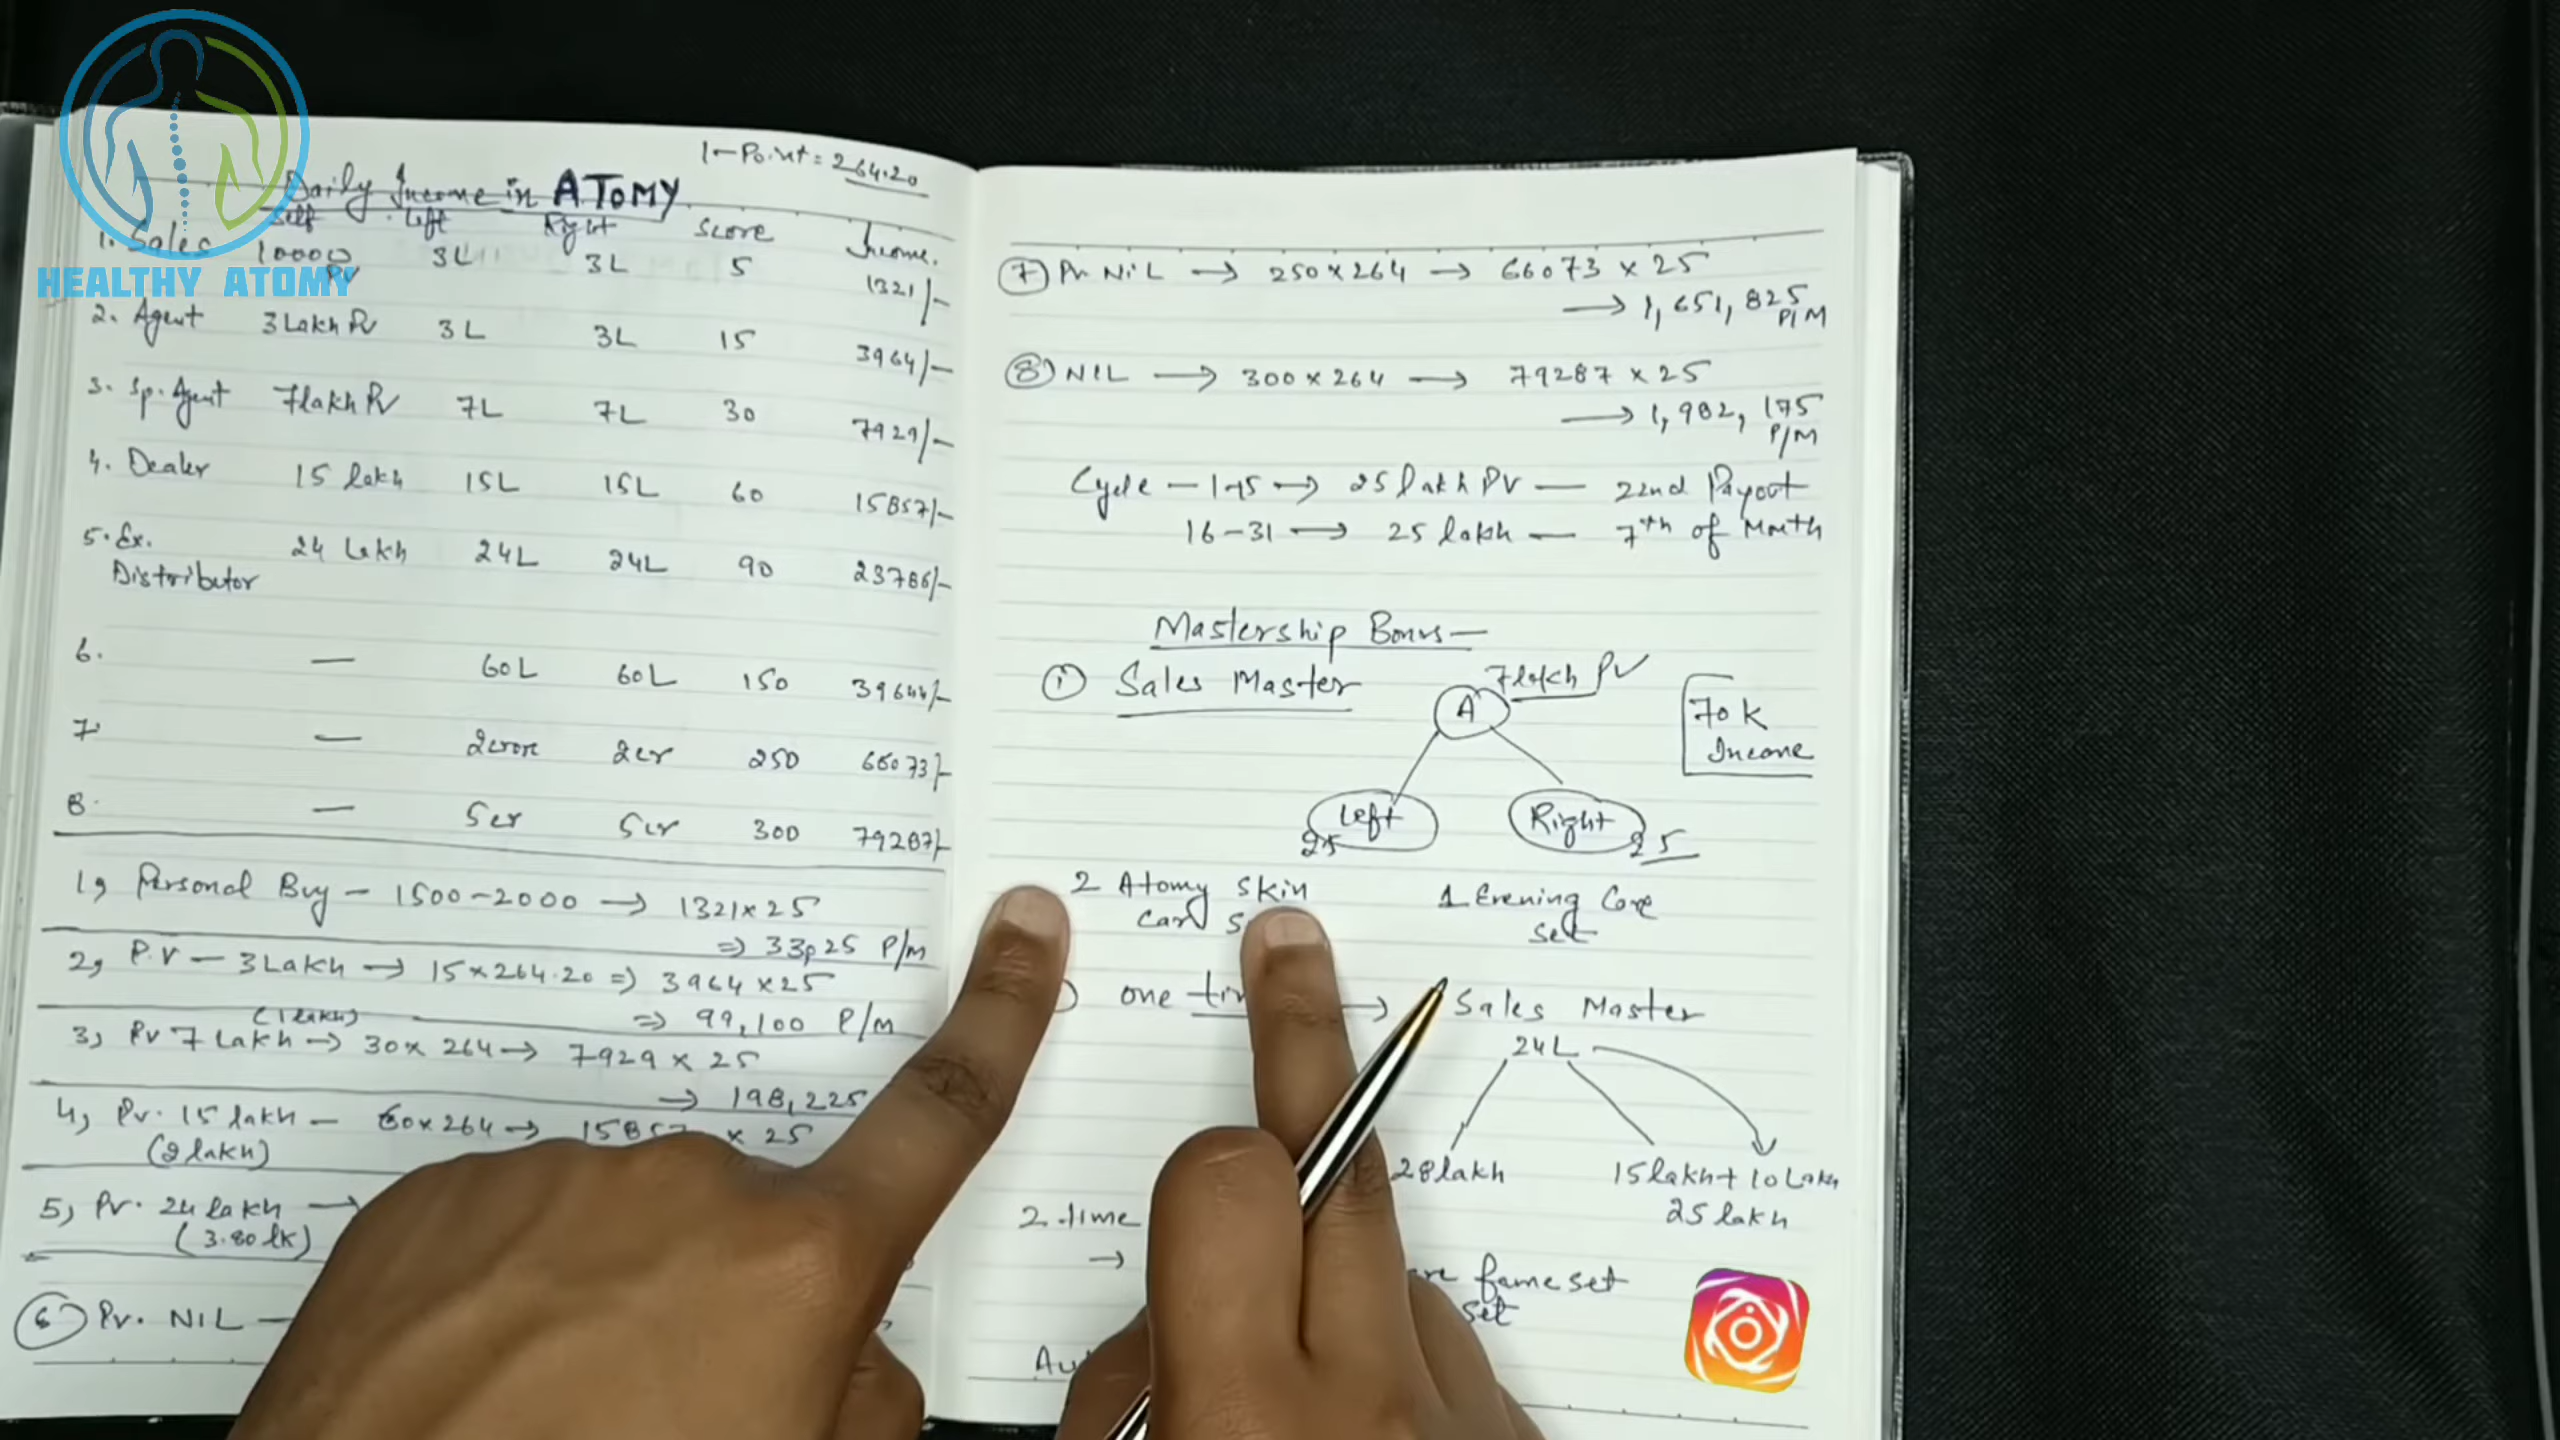 HEALTHY ATOMY
1-Point = 264.20
Daily Income in ATOMY
Self Left Right Score Income.
1. Sales 10000 PV 3L 3L 5 1321/-
2. Agent 3 Lakh PV 3L 3L 15 3964/-
3. Sp. Agent 7 lakh PV 7L 7L 30 7929/-
4. Dealer 15 lakh 15L 15L 60 15857/-
5. Ex. Distributor 24 Lakh 24L 24L 90 23786/-
6. — 60L 60L 150 39644/-
7. — 2 crore 2cr 250 66073/-
8. — 5cr 5cr 300 79287/-
1, Personal Buy - 1500-2000 → 1321 x 25
⇒ 33,025 P/m
2, P.V - 3 Lakh → 15 x 264.20 ⇒ 3964 x 25
⇒ 99,100 P/m
(1 lakh)
3, PV 7 Lakh → 30 x 264 → 7929 x 25
→ 198,225
4, Pv. 15 lakh - 60 x 264 → 15857 x 25
(2 lakh)
5, Pv. 24 lakh →
(3.80 lk)
6 Pv. NIL —
7 Pv. NiL → 250 x 264 → 66073 x 25
→ 1,651,825 P/M
8 NIL → 300 x 264 → 79287 x 25
→ 1,982,175 P/M
Cycle - 1-15 → 25 lakh PV — 22nd Payout
16-31 → 25 lakh — 7th of Month
Mastership Bonus —
1 Sales Master
7 lakh PV
A
70 K
Income
Left Right
25 25
2 Atomy Skin
Care S
1 Evening Care
Set
one → Sales Master
24L
28 lakh 15 lakh + 10 Lakh
25 lakh
2. time
→ fame set
set
Au